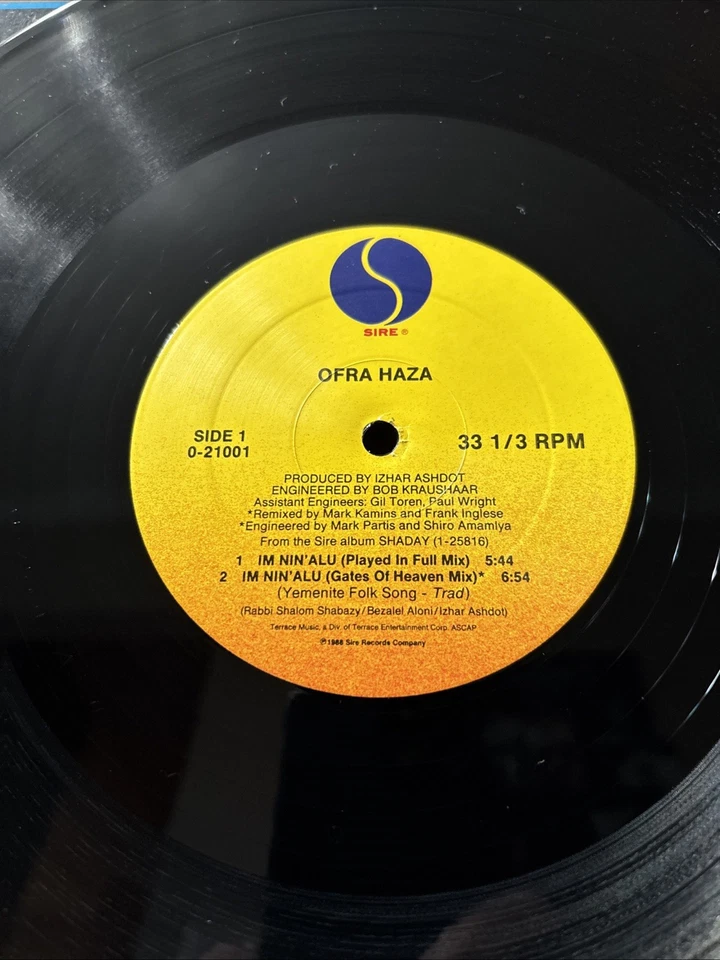 SIRE®
OFRA HAZA
SIDE 1
0-21001
33 1/3 RPM
PRODUCED BY IZHAR ASHDOT
ENGINEERED BY BOB KRAUSHAAR
Assistant Engineers: Gil Toren, Paul Wright
*Remixed by Mark Kamins and Frank Inglese
*Engineered by Mark Partis and Shiro Amamlya
From the Sire album SHADAY (1-25816)
1 IM NIN'ALU (Played In Full Mix) 5:44
2 IM NIN'ALU (Gates Of Heaven Mix)* 6:54
(Yemenite Folk Song - Trad)
(Rabbi Shalom Shabazy/Bezalel Aloni/Izhar Ashdot)
Terrace Music, a Div. of Terrace Entertainment Corp. ASCAP
℗1988 Sire Records Company